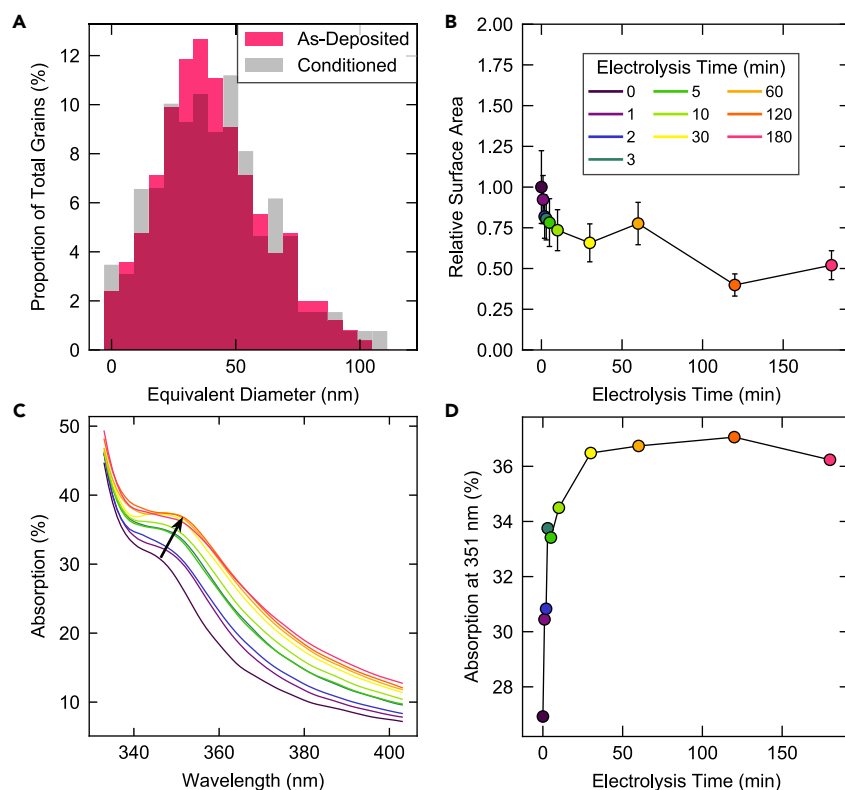 A
As-Deposited
Conditioned
Proportion of Total Grains (%)
12
10
8
6
4
2
0
0 50 100
Equivalent Diameter (nm)
B
Electrolysis Time (min)
0 5 60
1 10 120
2 30 180
3
Relative Surface Area
2.00
1.75
1.50
1.25
1.00
0.75
0.50
0.25
0.00
0 50 100 150
Electrolysis Time (min)
C
Absorption (%)
50
40
30
20
10
340 360 380 400
Wavelength (nm)
D
Absorption at 351 nm (%)
36
34
32
30
28
0 50 100 150
Electrolysis Time (min)